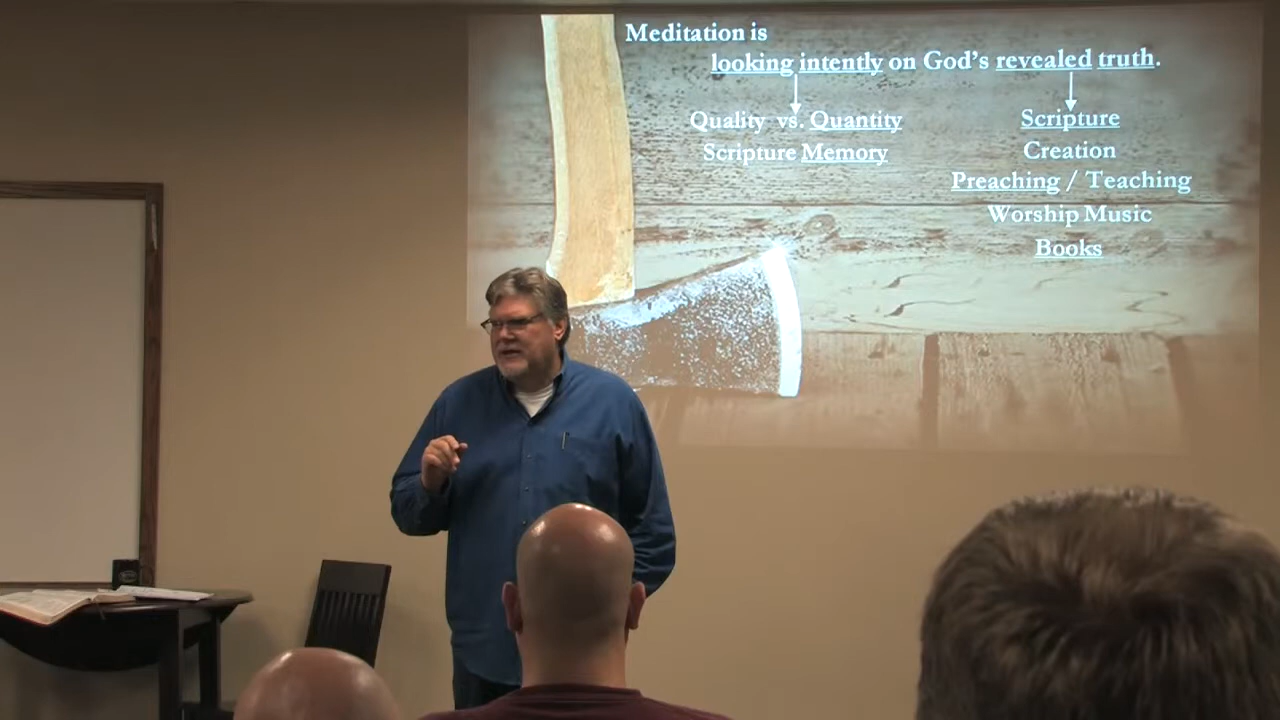 Meditation is
looking intently on God's revealed truth.
Quality vs. Quantity
Scripture Memory
Scripture
Creation
Preaching / Teaching
Worship Music
Books